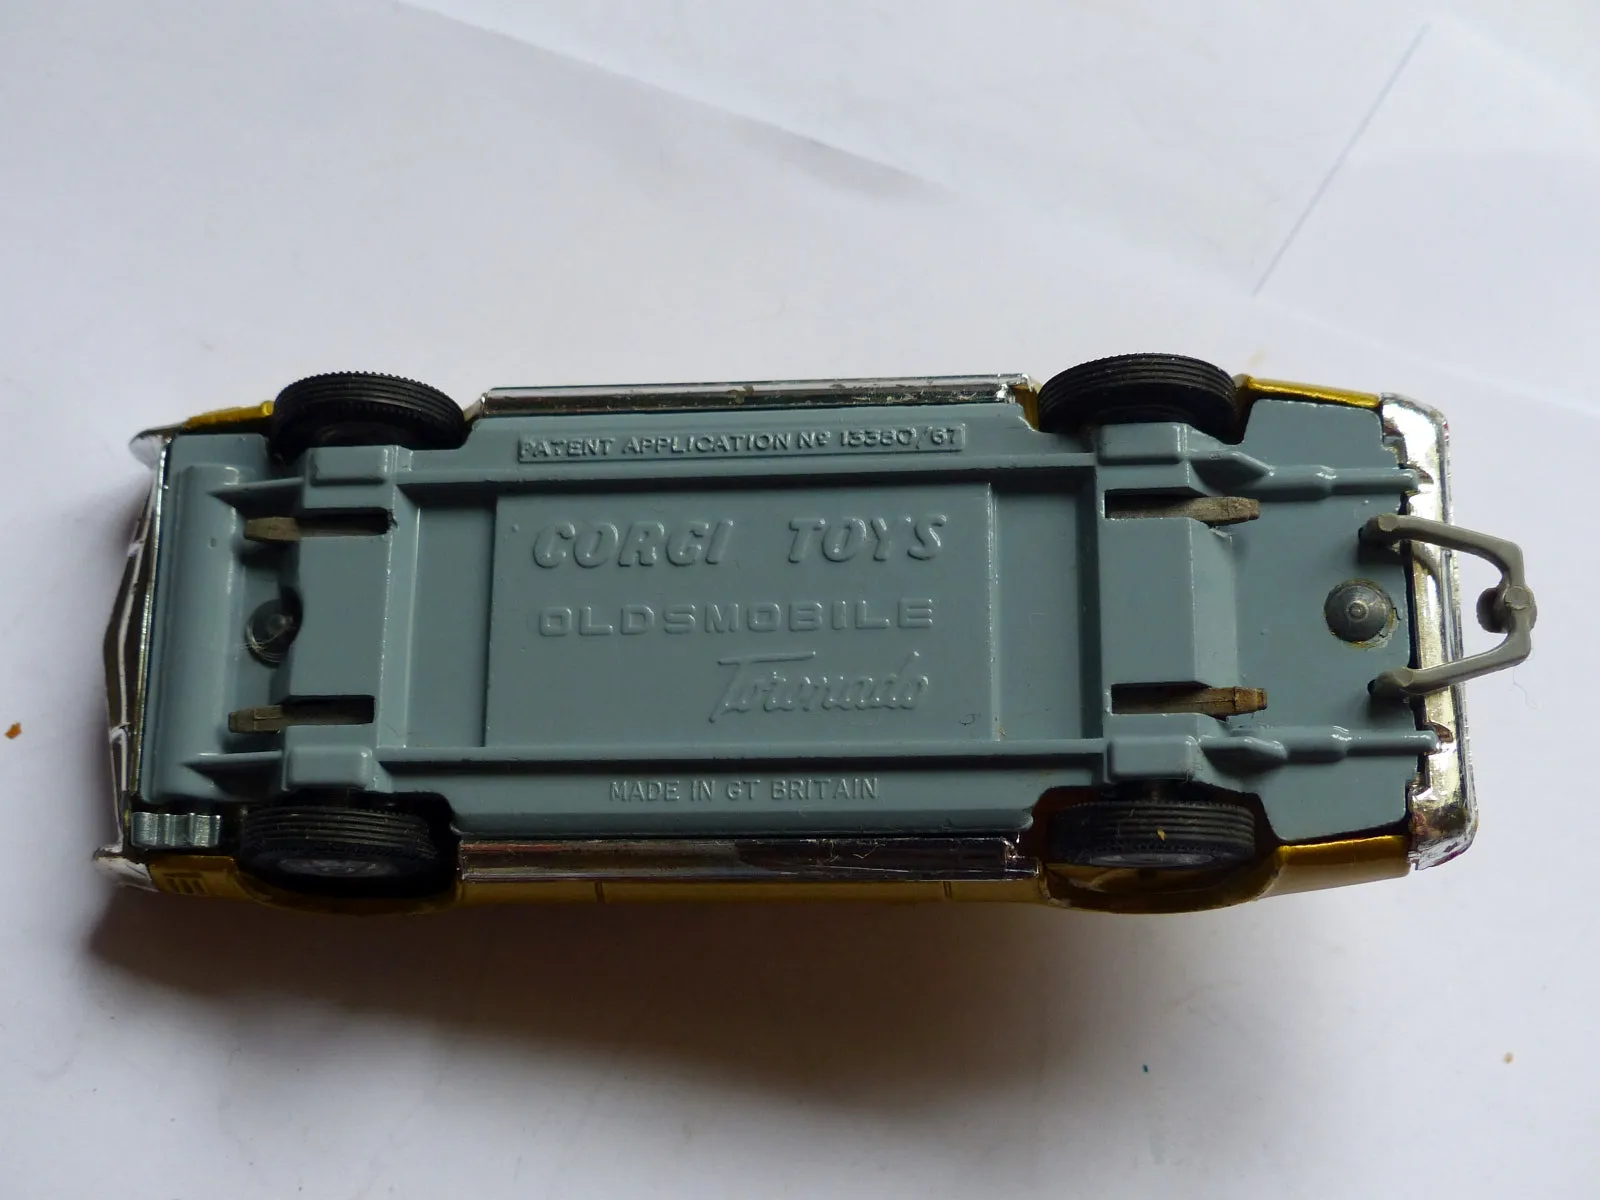 PATENT APPLICATION Nº 13380/'67
CORGI TOYS
OLDSMOBILE
Toronado
MADE IN GT BRITAIN